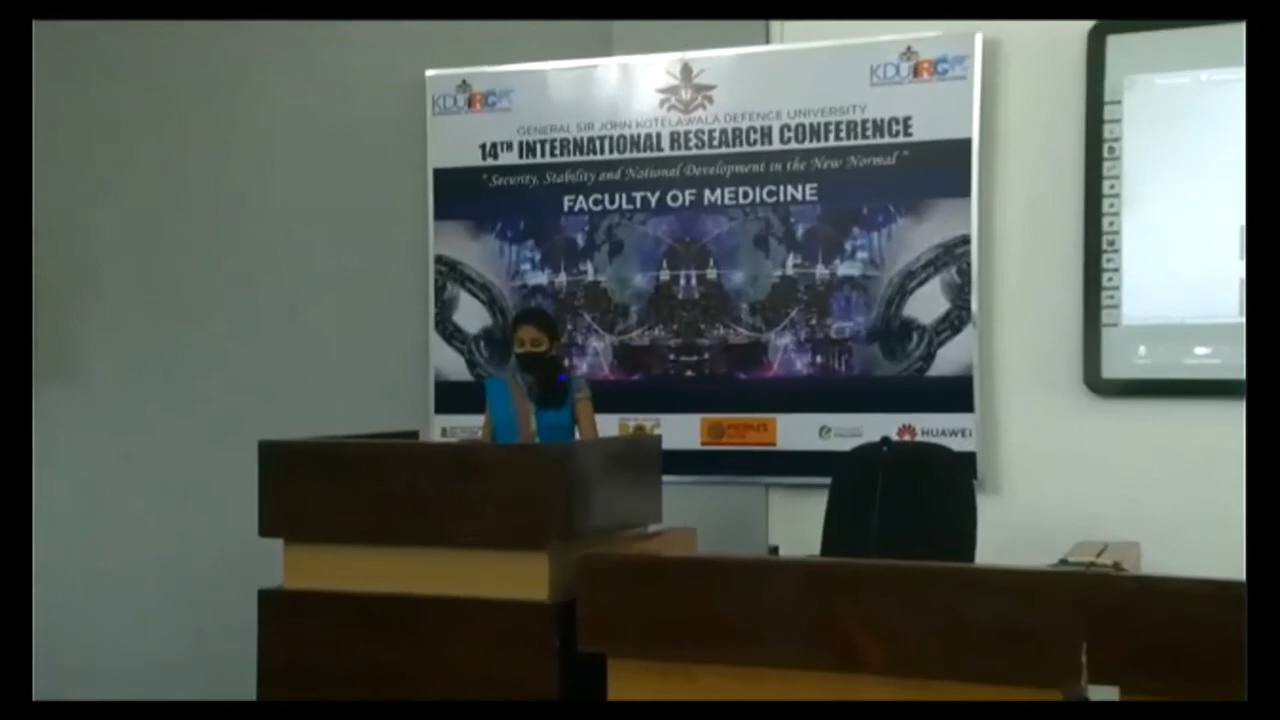 KDU IRC
KDU IRC
GENERAL SIR JOHN KOTELAWALA DEFENCE UNIVERSITY
14TH INTERNATIONAL RESEARCH CONFERENCE
" Security, Stability and National Development in the New Normal "
FACULTY OF MEDICINE
HUAWEI